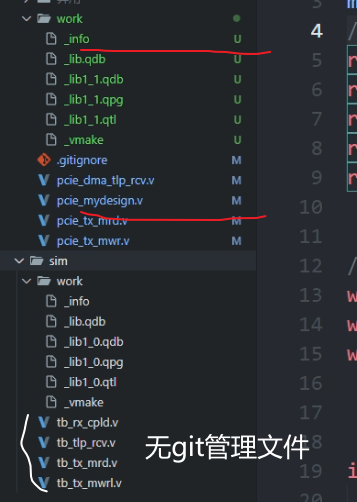 work
_info U
_lib.qdb U
_lib1_1.qdb U
_lib1_1.qpg U
_lib1_1.qtl U
_vmake U
.gitignore M
pcie_dma_tlp_rcv.v M
pcie_mydesign.v M
pcie_tx_mrd.v M
pcie_tx_mwr.v M
sim
work
_info
_lib.qdb
_lib1_0.qdb
_lib1_0.qpg
_lib1_0.qtl
_vmake
tb_rx_cpld.v
tb_tlp_rcv.v
tb_tx_mrd.v
tb_tx_mwrl.v
无git管理文件
3 m
4 /
5 r
6 r
7 r
8 r
9 r
10
11
12 /
13 w
14 w
15 w
16
17
18
19 i
20